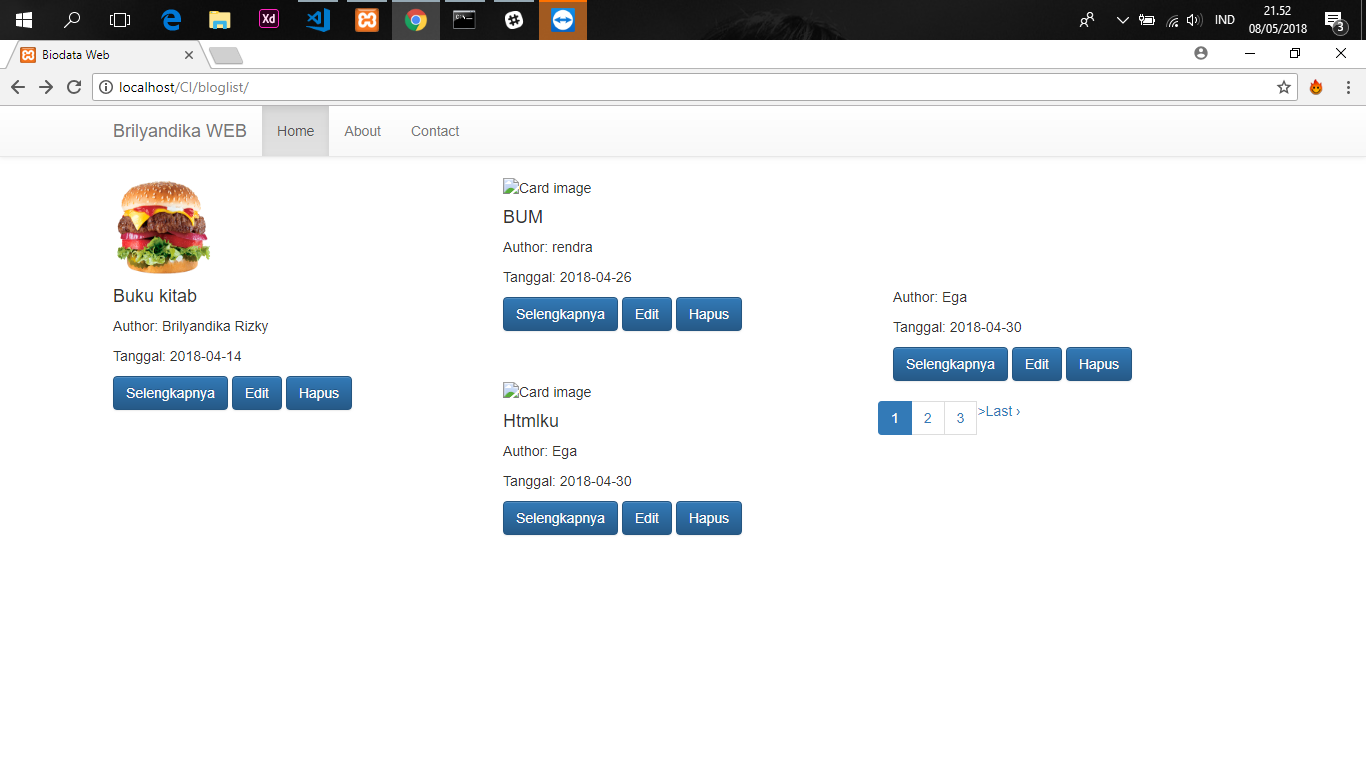 Xd
C:\_
IND
21.52
08/05/2018
3
Biodata Web
localhost/CI/bloglist/
Brilyandika WEB Home About Contact
Buku kitab
Author: Brilyandika Rizky
Tanggal: 2018-04-14
Selengkapnya Edit Hapus
Card image
BUM
Author: rendra
Tanggal: 2018-04-26
Selengkapnya Edit Hapus
Card image
Htmlku
Author: Ega
Tanggal: 2018-04-30
Selengkapnya Edit Hapus
Author: Ega
Tanggal: 2018-04-30
Selengkapnya Edit Hapus
1 2 3 >Last ›